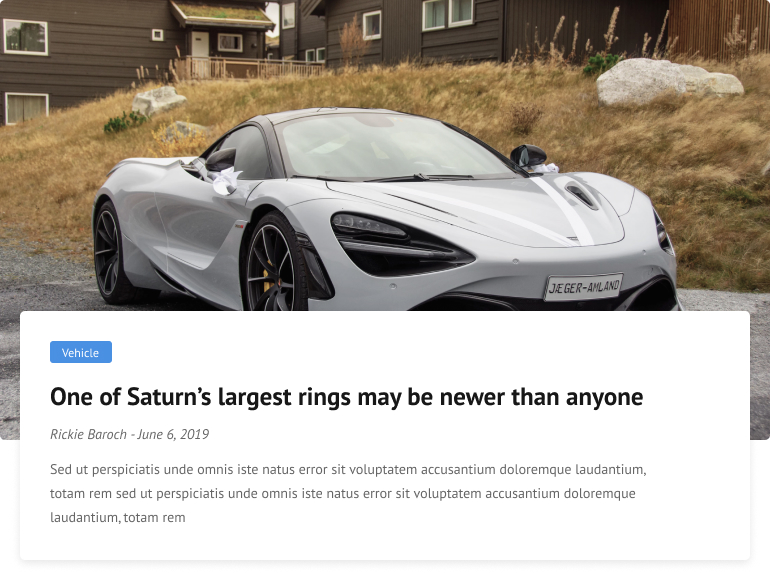 JÆGER-AMLAND
Vehicle
One of Saturn’s largest rings may be newer than anyone
Rickie Baroch - June 6, 2019
Sed ut perspiciatis unde omnis iste natus error sit voluptatem accusantium doloremque laudantium,
totam rem sed ut perspiciatis unde omnis iste natus error sit voluptatem accusantium doloremque
laudantium, totam rem